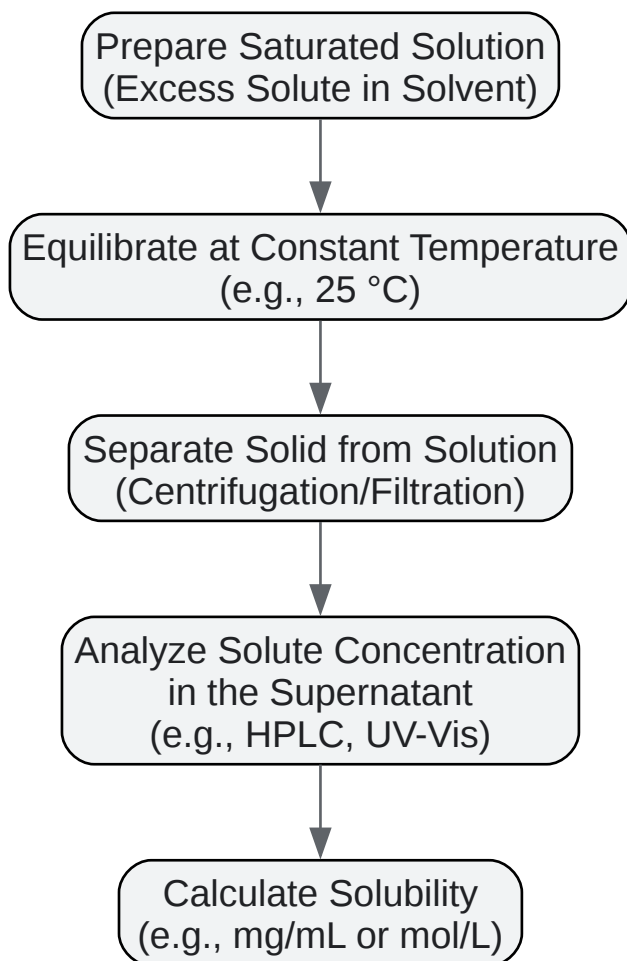 Prepare Saturated Solution
(Excess Solute in Solvent)
Equilibrate at Constant Temperature
(e.g., 25 °C)
Separate Solid from Solution
(Centrifugation/Filtration)
Analyze Solute Concentration
in the Supernatant
(e.g., HPLC, UV-Vis)
Calculate Solubility
(e.g., mg/mL or mol/L)